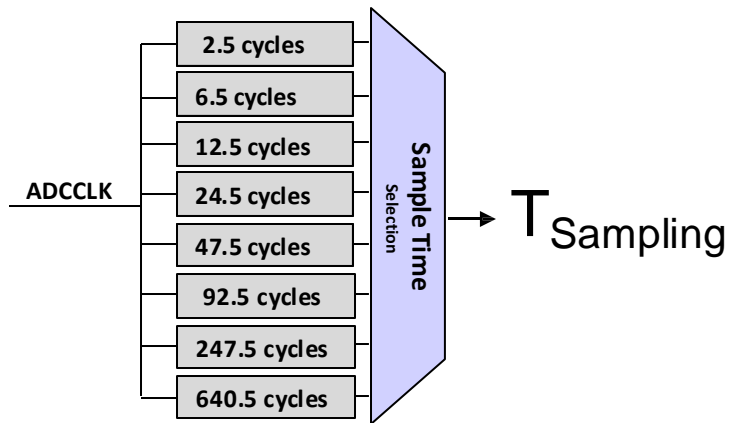 2.5 cycles
6.5 cycles
12.5 cycles
ADCCLK
24.5 cycles
47.5 cycles
92.5 cycles
247.5 cycles
640.5 cycles
Sample Time
Selection
TSampling